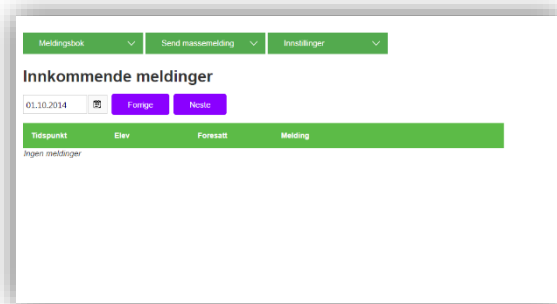 Meldingsbok Send massemelding Innstillinger
Innkommende meldinger
01.10.2014 Forrige Neste
Tidspunkt Elev Foresatt Melding
Ingen meldinger